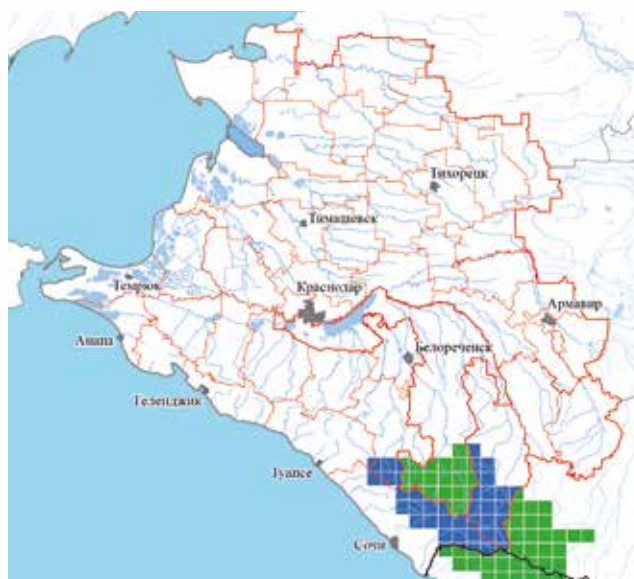 Тихорецк
Тимашевск
Темрюк
Краснодар
Армавир
Анапа
Белореченск
Геленджик
Туапсе
Сочи